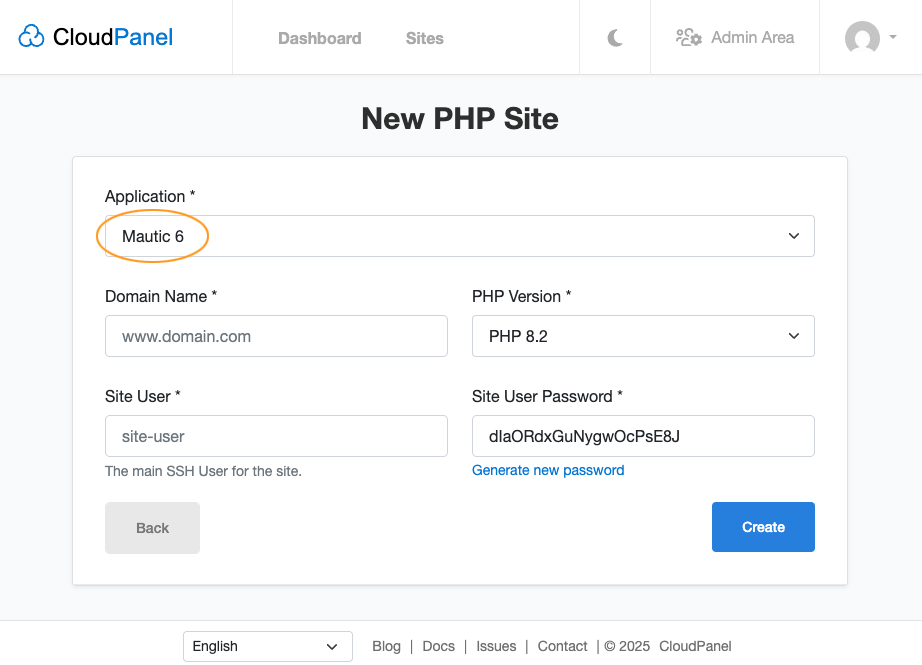 CloudPanel Dashboard Sites Admin Area
New PHP Site
Application *
Mautic 6
Domain Name * PHP Version *
www.domain.com PHP 8.2
Site User * Site User Password *
site-user dIaORdxGuNygwOcPsE8J
The main SSH User for the site. Generate new password
Back Create
English Blog | Docs | Issues | Contact | © 2025 CloudPanel